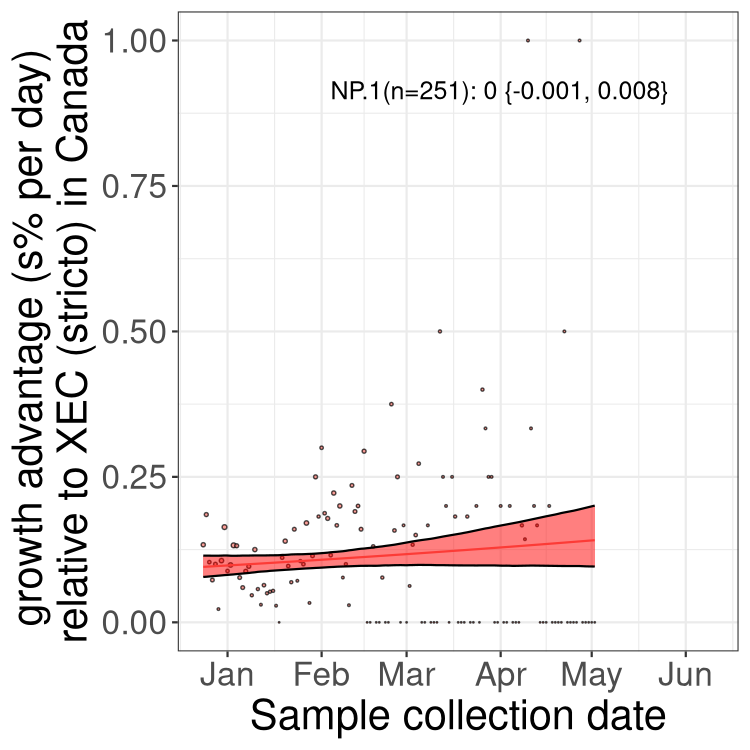 growth advantage (s% per day)
relative to XEC (stricto) in Canada
1.00
0.75
0.50
0.25
0.00
NP.1(n=251): 0 {-0.001, 0.008}
Jan Feb Mar Apr May Jun
Sample collection date